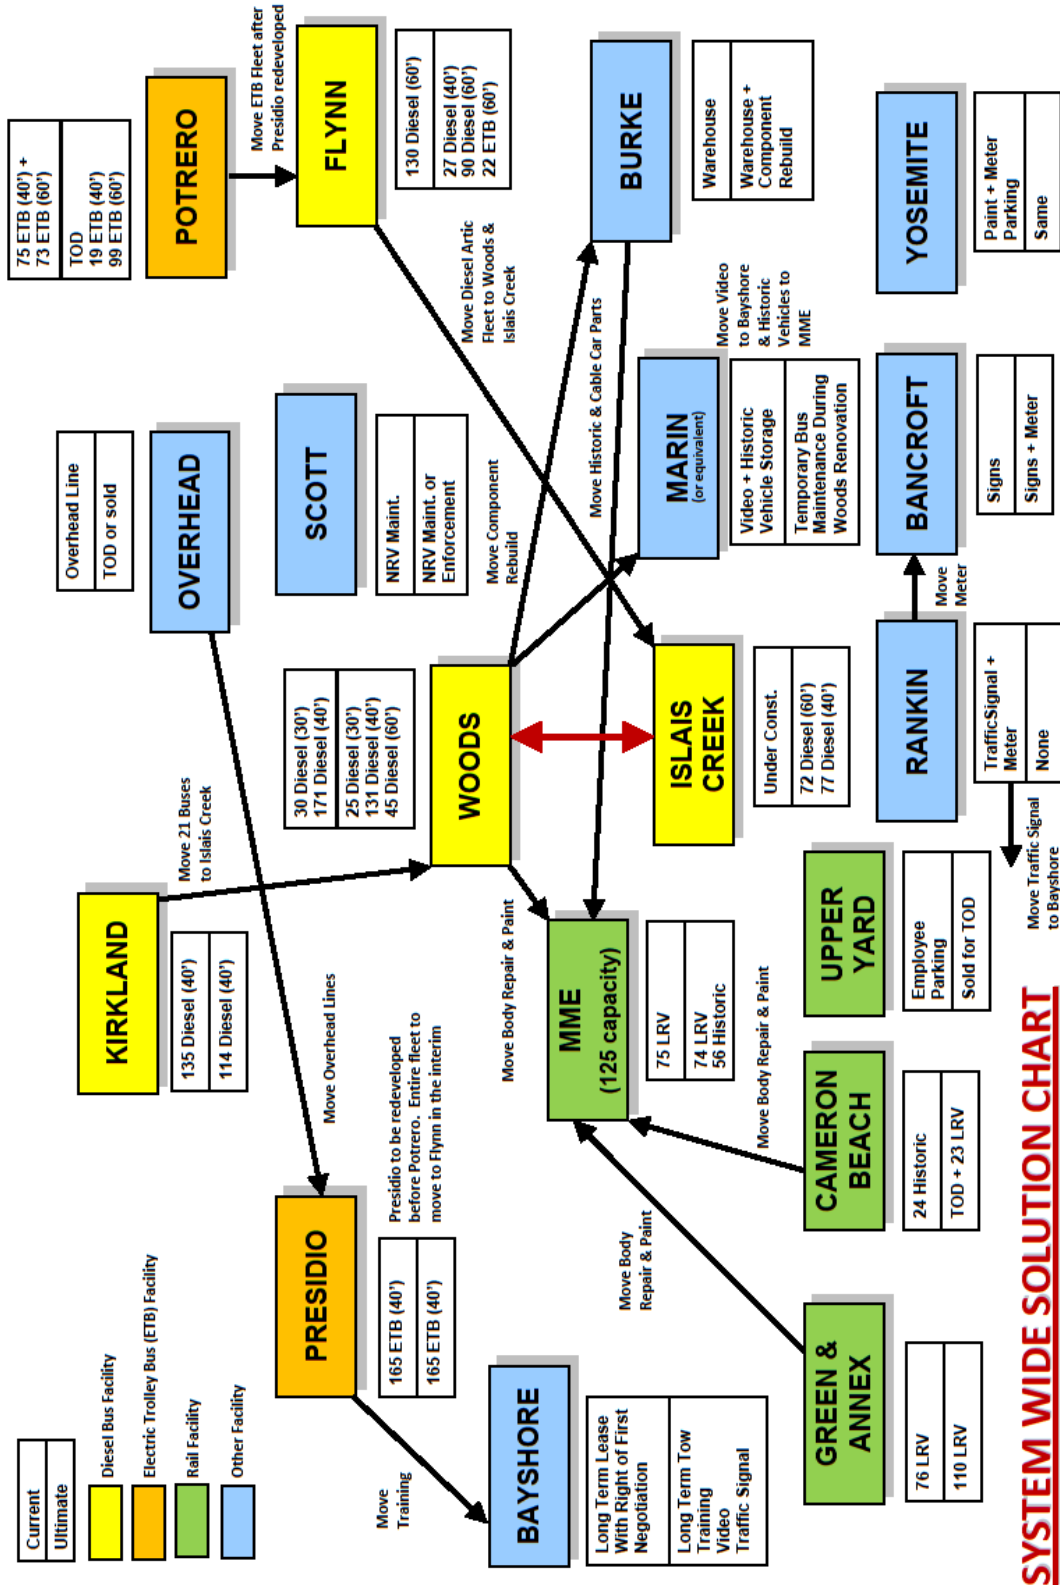 Current
Ultimate
Diesel Bus Facility
Electric Trolley Bus (ETB) Facility
Rail Facility
Other Facility
KIRKLAND
135 Diesel (40')
114 Diesel (40')
Move 21 Buses
to Islais Creek
OVERHEAD
Overhead Line
TOD or sold
Move Overhead Lines
POTRERO
75 ETB (40') +
73 ETB (60')
TOD
19 ETB (40')
99 ETB (60')
Move ETB Fleet after
Presidio redeveloped
PRESIDIO
165 ETB (40')
165 ETB (40')
Presidio to be redeveloped
before Potrero. Entire fleet to
move to Flynn in the interim
Move
Training
WOODS
30 Diesel (30')
171 Diesel (40')
25 Diesel (30')
131 Diesel (40')
45 Diesel (60')
SCOTT
NRV Maint.
NRV Maint. or
Enforcement
FLYNN
130 Diesel (60')
27 Diesel (40')
90 Diesel (60')
22 ETB (60')
Move Diesel Artic
Fleet to Woods &
Islais Creek
Move Component
Rebuild
Move Body Repair & Paint
BAYSHORE
Long Term Lease
With Right of First
Negotiation
Long Term Tow
Training
Video
Traffic Signal
MME
(125 capacity)
75 LRV
74 LRV
56 Historic
Move Body
Repair & Paint
Move Body Repair & Paint
ISLAIS
CREEK
Under Const.
72 Diesel (60')
77 Diesel (40')
Move Historic & Cable Car Parts
MARIN
(or equivalent)
Video + Historic
Vehicle Storage
Temporary Bus
Maintenance During
Woods Renovation
Move Video
to Bayshore
& Historic
Vehicles to
MME
BURKE
Warehouse
Warehouse +
Component
Rebuild
GREEN &
ANNEX
76 LRV
110 LRV
CAMERON
BEACH
24 Historic
TOD + 23 LRV
UPPER
YARD
Employee
Parking
Sold for TOD
Move Traffic Signal
to Bayshore
RANKIN
TrafficSignal +
Meter
None
Move
Meter
BANCROFT
Signs
Signs + Meter
YOSEMITE
Paint + Meter
Parking
Same
SYSTEM WIDE SOLUTION CHART